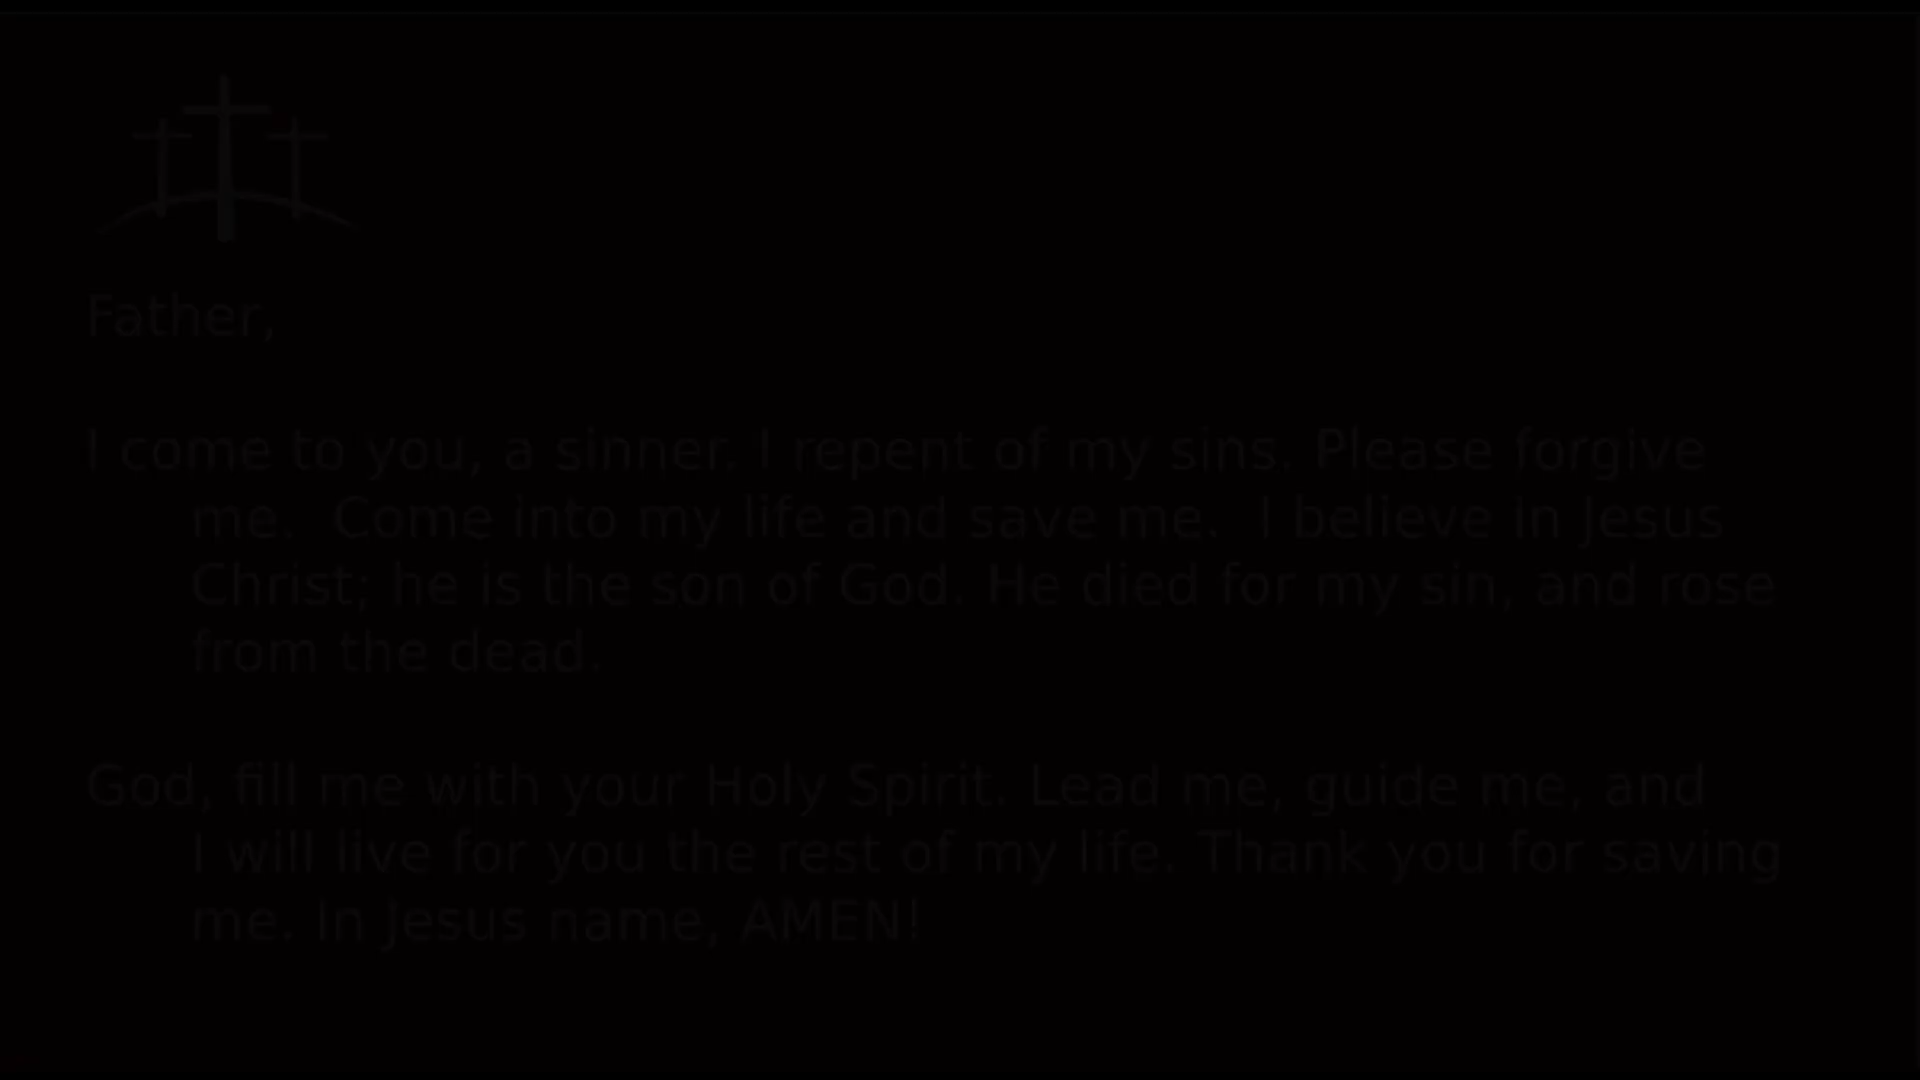 Father,
I come to you, a sinner. I repent of my sins. Please forgive
me.  Come into my life and save me.  I believe in Jesus
Christ; he is the son of God. He died for my sin, and rose
from the dead.
God, fill me with your Holy Spirit. Lead me, guide me, and
I will live for you the rest of my life. Thank you for saving
me. In Jesus name, AMEN!